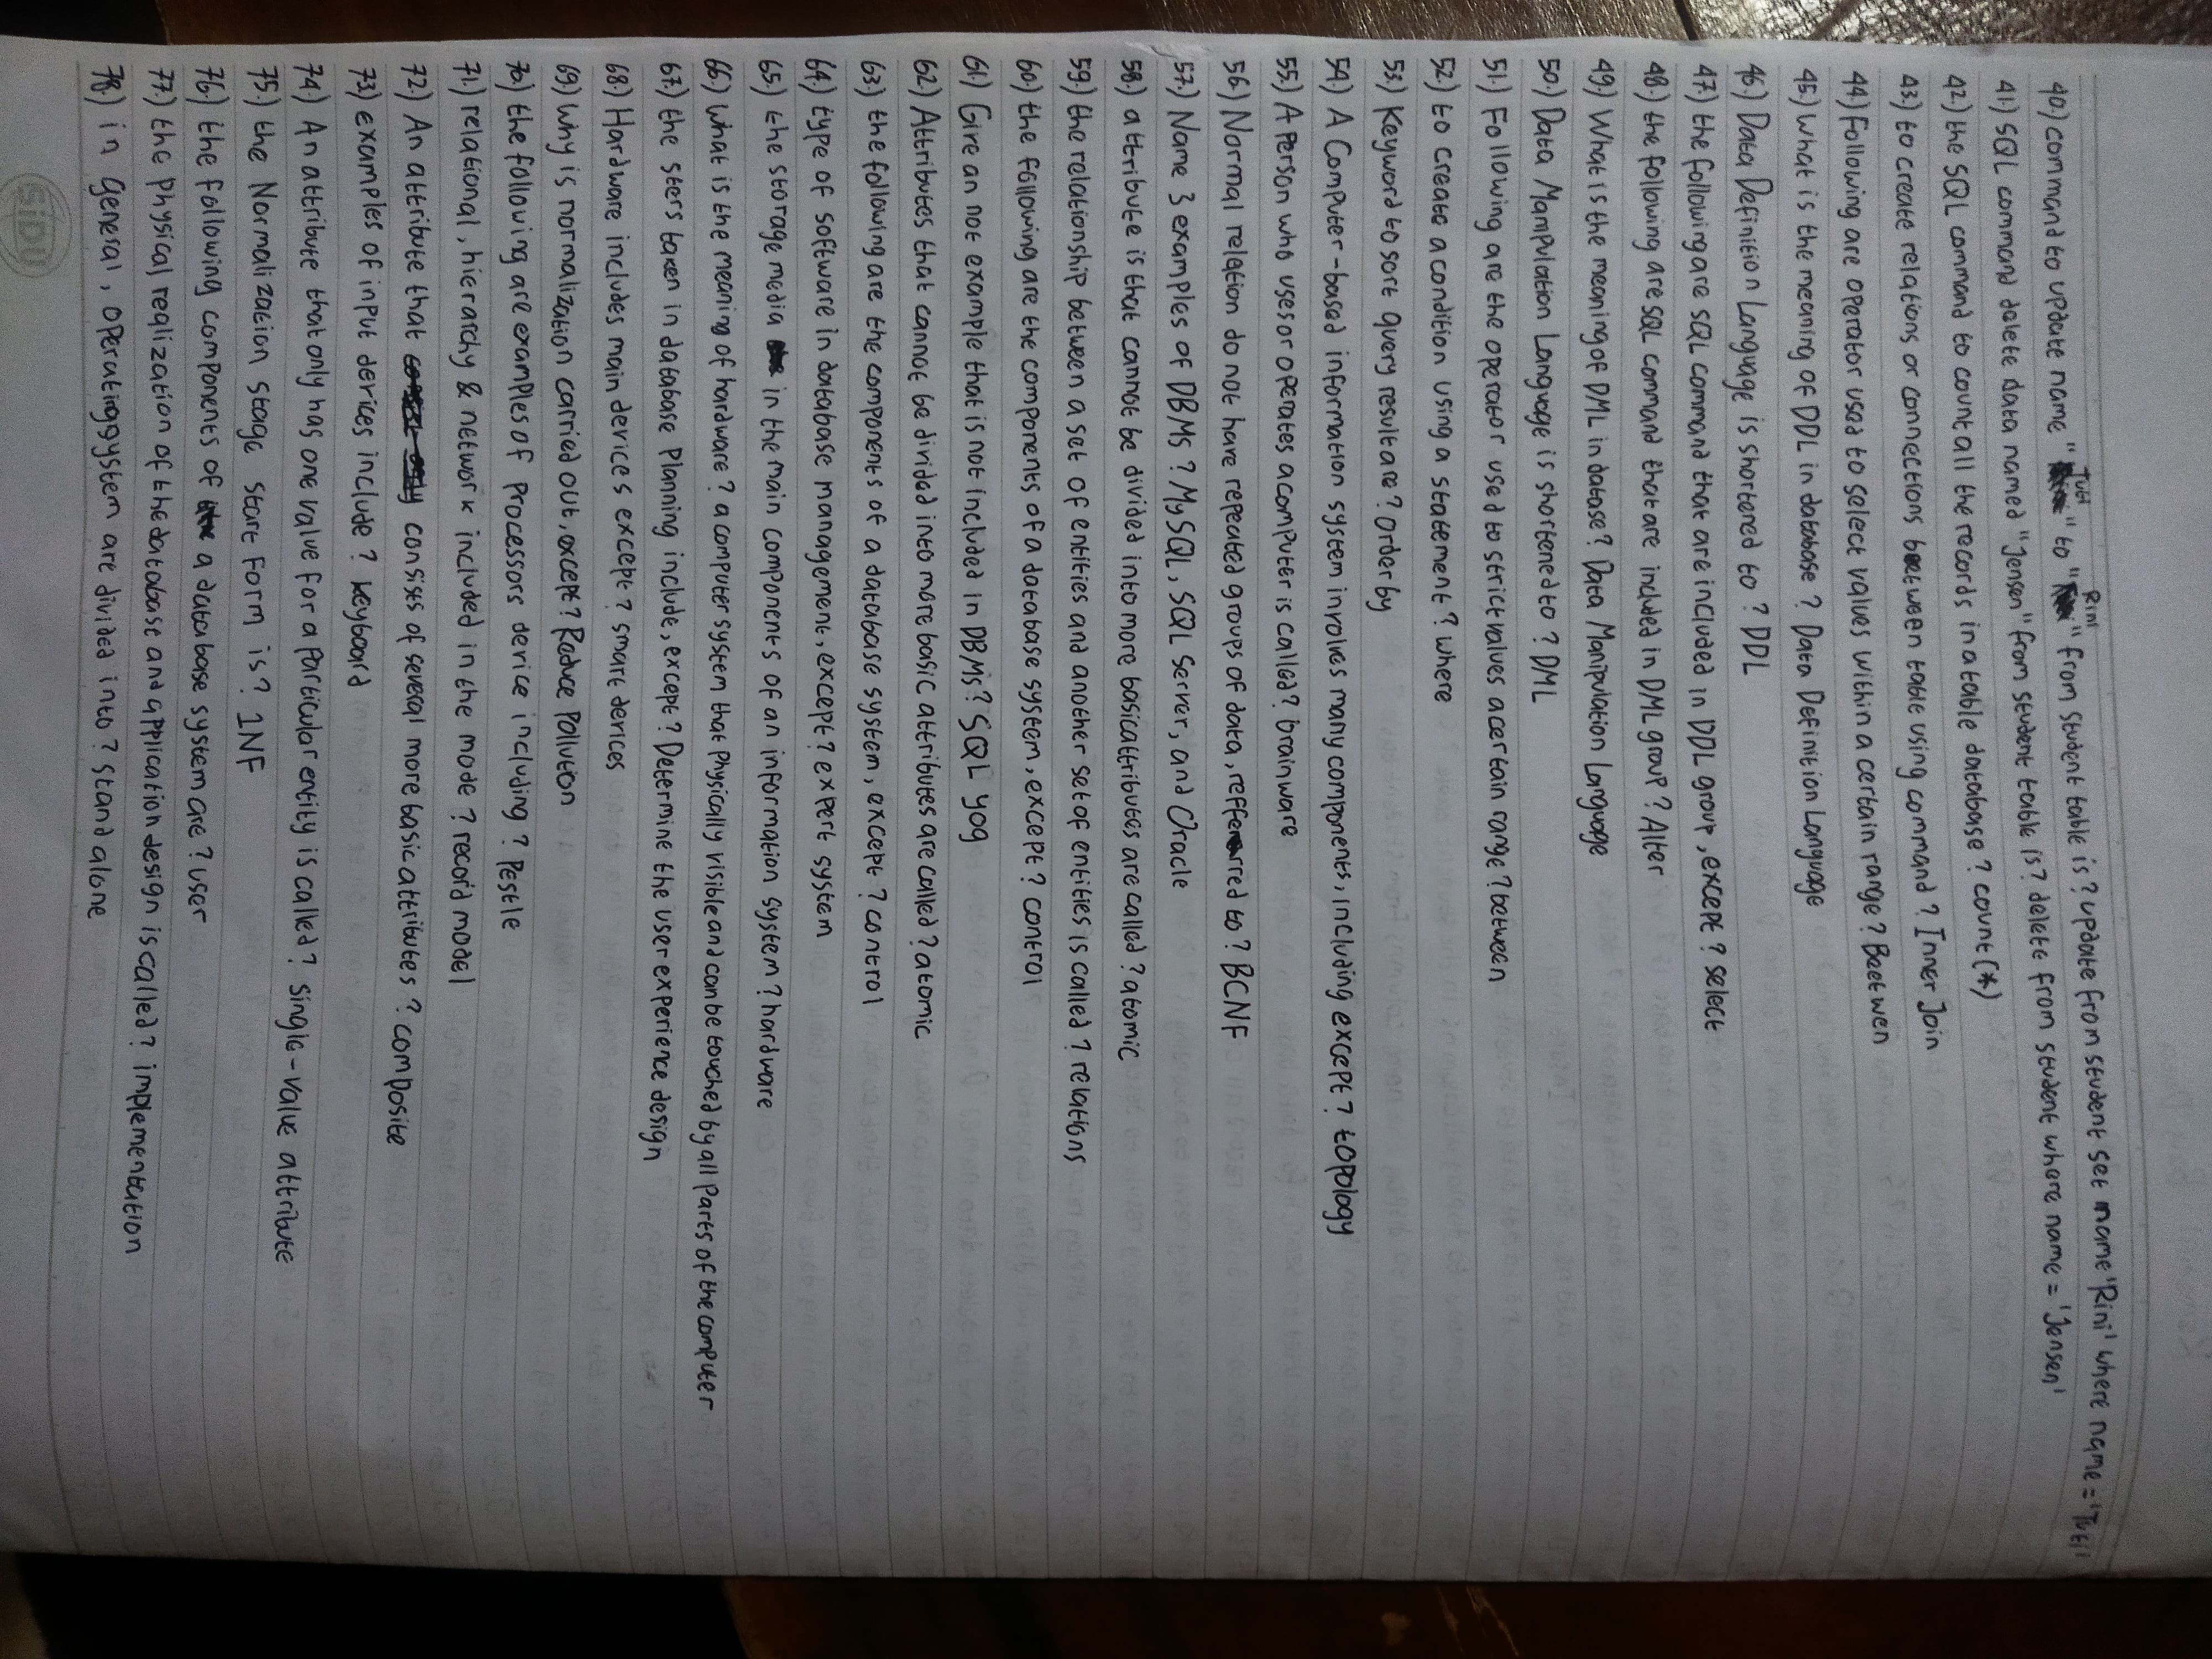 40.) command to update name "Tuti" to "Rini" from student table is? update from student set name 'Rini' where name = 'Tuti'
41.) SQL command delete data named "Jensen" from student table is? delete from student where name = 'Jensen'
42.) the SQL command to count all the records in a table database? count (*)
43.) to create relations or connections between table using command? Inner Join
44.) Following are operator used to select values within a certain range? Beetwen
45.) What is the meaning of DDL in database? Data Definition Language
46.) Data Definition Language is shortened to? DDL
47.) the following are SQL command that are included in DDL group, except? select
48.) the following are SQL command that are included in DML group? Alter
49.) What is the meaning of DML in datase? Data Manipulation Language
50.) Data Manipulation Language is shortened to? DML
51.) Following are the operator used to strict values a certain range? between
52.) to create a condition using a statement? where
53.) Keyword to sort query result are? Order by
54.) A Computer-based information system involves many components, including except? topology
55.) A Person who uses or operates a computer is called? brainware
56.) Normal relation do not have repeated groups of data, refferred to? BCNF
57.) Name 3 examples of DBMs? MySQL, SQL Server, and Oracle
58.) attribute is that cannot be divided into more basic attributes are called? atomic
59.) the relationship between a set of entities and another set of entities is called? relations
60.) the following are the components of a database system, except? control
61.) Give an not example that is not included in DBMs? SQL yog
62.) Attributes that cannot be divided into more basic attributes are called? atomic
63.) the following are the components of a database system, except? control
64.) type of software in database management, except? expert system
65.) the storage media in the main components of an information system? hardware
66.) What is the meaning of hardware? a computer system that physically visible and can be touched by all parts of the computer
67.) the sters taken in database Planning include, except? Determine the user experience design
68.) Hardware includes main devices except? smart devices
69.) Why is normalization carried out, except? Reduce Pollution
70.) the following are examples of processors device including? Pestle
71.) relational, hierarchy & network included in the mode? record model
72.) An attribute that consists of several more basic attributes? composite
73.) examples of input devices include? keyboard
74.) An attribute that only has one value for a particular entity is called? single-value attribute
75.) the Normalization stage start Form is? 1NF
76.) the following components of a database system are? user
77.) the Physical realization of the database and application design is called? implementation
78.) in general, operatingsystem are divided into? stand alone
SiDU